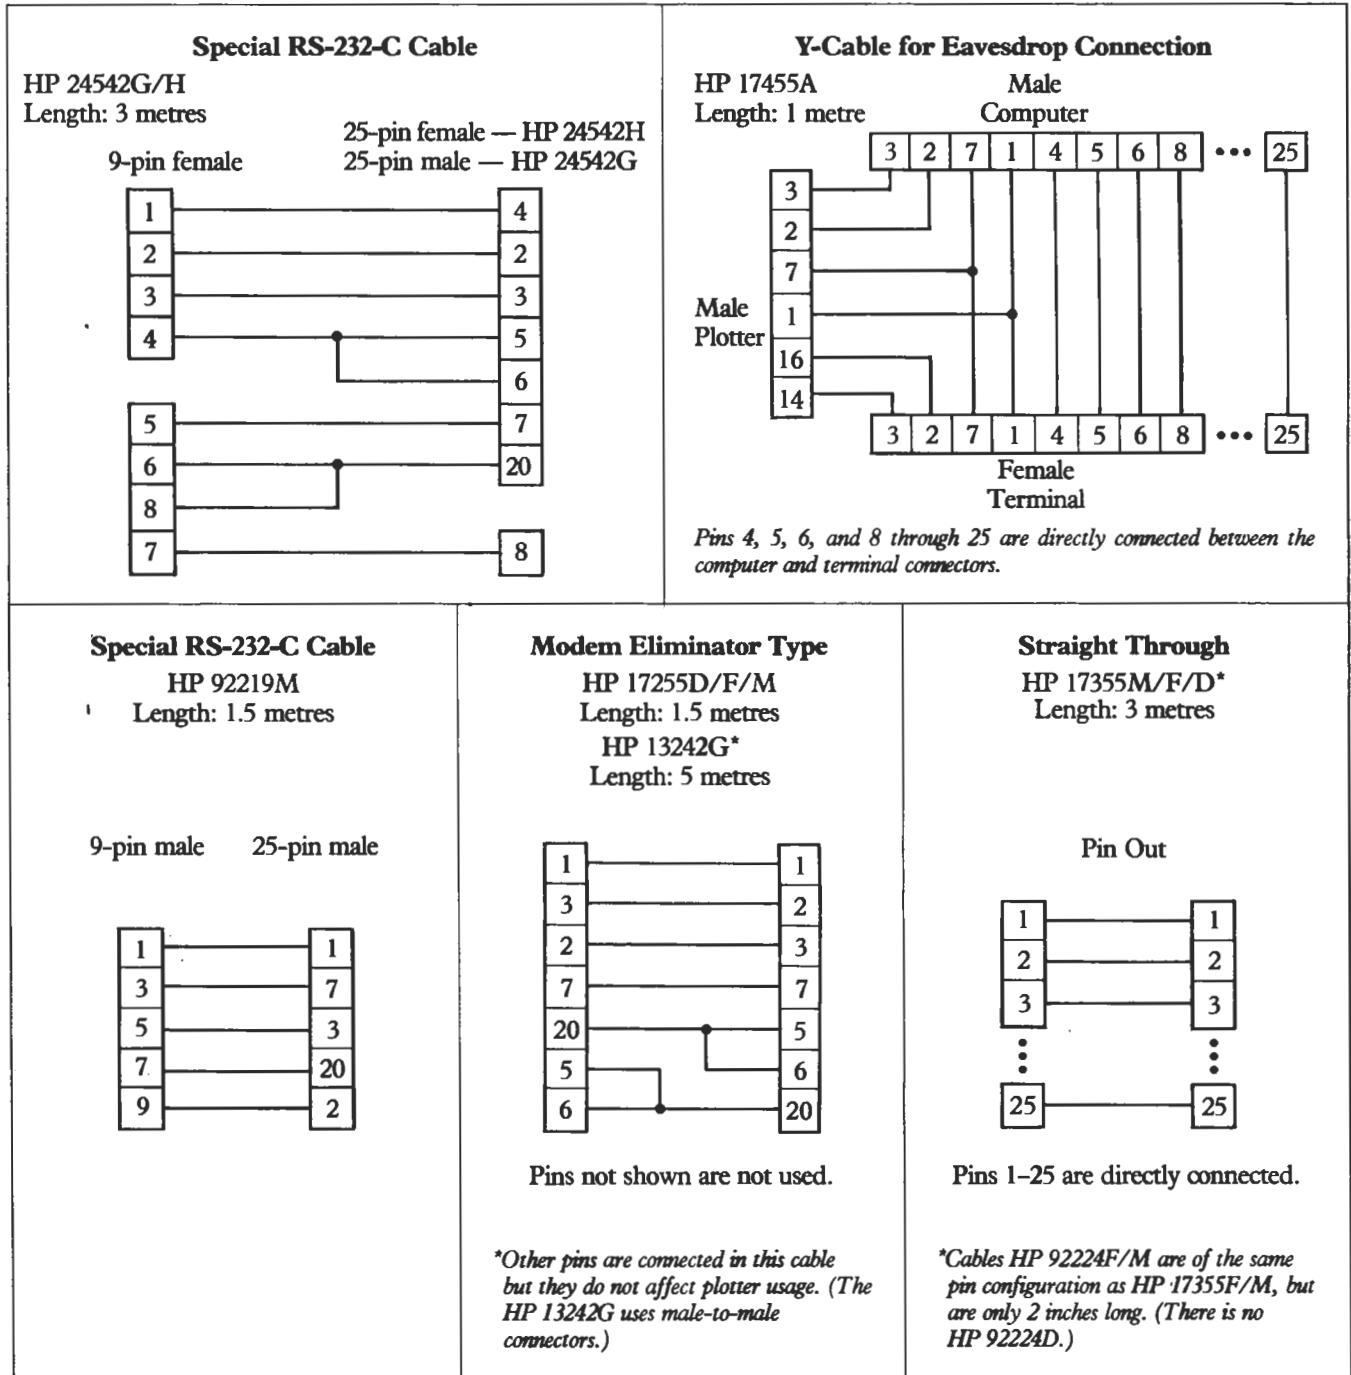 Special RS-232-C Cable
HP 24542G/H
Length: 3 metres
25-pin female — HP 24542H
9-pin female 25-pin male — HP 24542G
1 4
2 2
3 3
4 5
6
5 7
6 20
8
7 8
Y-Cable for Eavesdrop Connection
HP 17455A Male
Length: 1 metre Computer
3 2 7 1 4 5 6 8 ••• 25
3
2
7
Male
1
Plotter
16
14
3 2 7 1 4 5 6 8 ••• 25
Female
Terminal
Pins 4, 5, 6, and 8 through 25 are directly connected between the
computer and terminal connectors.
Special RS-232-C Cable
HP 92219M
Length: 1.5 metres
9-pin male 25-pin male
1 1
3 7
5 3
7 20
9 2
Modem Eliminator Type
HP 17255D/F/M
Length: 1.5 metres
HP 13242G*
Length: 5 metres
1 1
3 2
2 3
7 7
20 5
5 6
6 20
Pins not shown are not used.
*Other pins are connected in this cable
but they do not affect plotter usage. (The
HP 13242G uses male-to-male
connectors.)
Straight Through
HP 17355M/F/D*
Length: 3 metres
Pin Out
1 1
2 2
3 3
25 25
Pins 1–25 are directly connected.
*Cables HP 92224F/M are of the same
pin configuration as HP 17355F/M, but
are only 2 inches long. (There is no
HP 92224D.)